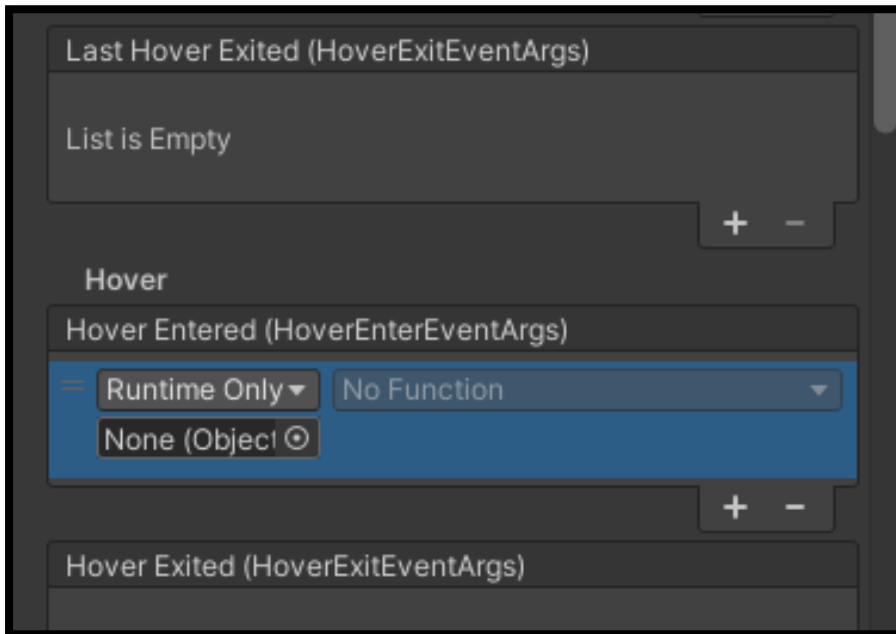 Last Hover Exited (HoverExitEventArgs)
List is Empty
+ −
Hover
Hover Entered (HoverEnterEventArgs)
Runtime Only No Function
None (Object
+ −
Hover Exited (HoverExitEventArgs)